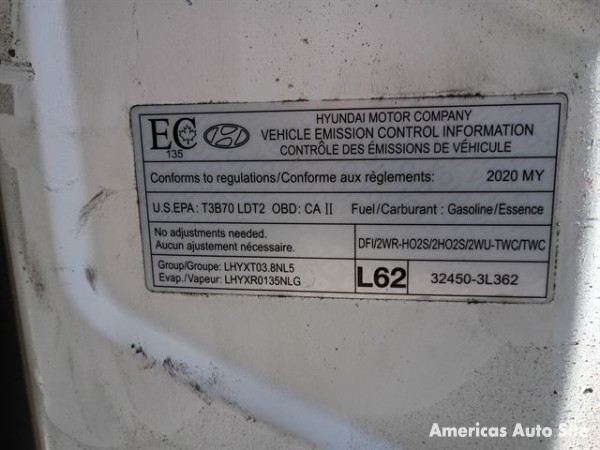 EC
135
HYUNDAI MOTOR COMPANY
VEHICLE EMISSION CONTROL INFORMATION
CONTRÔLE DES ÉMISSIONS DE VÉHICULE
Conforms to regulations/Conforme aux règlements: 2020 MY
U.S.EPA: T3B70 LDT2 OBD: CA II Fuel/Carburant : Gasoline/Essence
No adjustments needed.
Aucun ajustement nécessaire.
DFI/2WR-HO2S/2HO2S/2WU-TWC/TWC
Group/Groupe: LHYXT03.8NL5
Evap./Vapeur: LHYXR0135NLG
L62
32450-3L362
Americas Auto Site